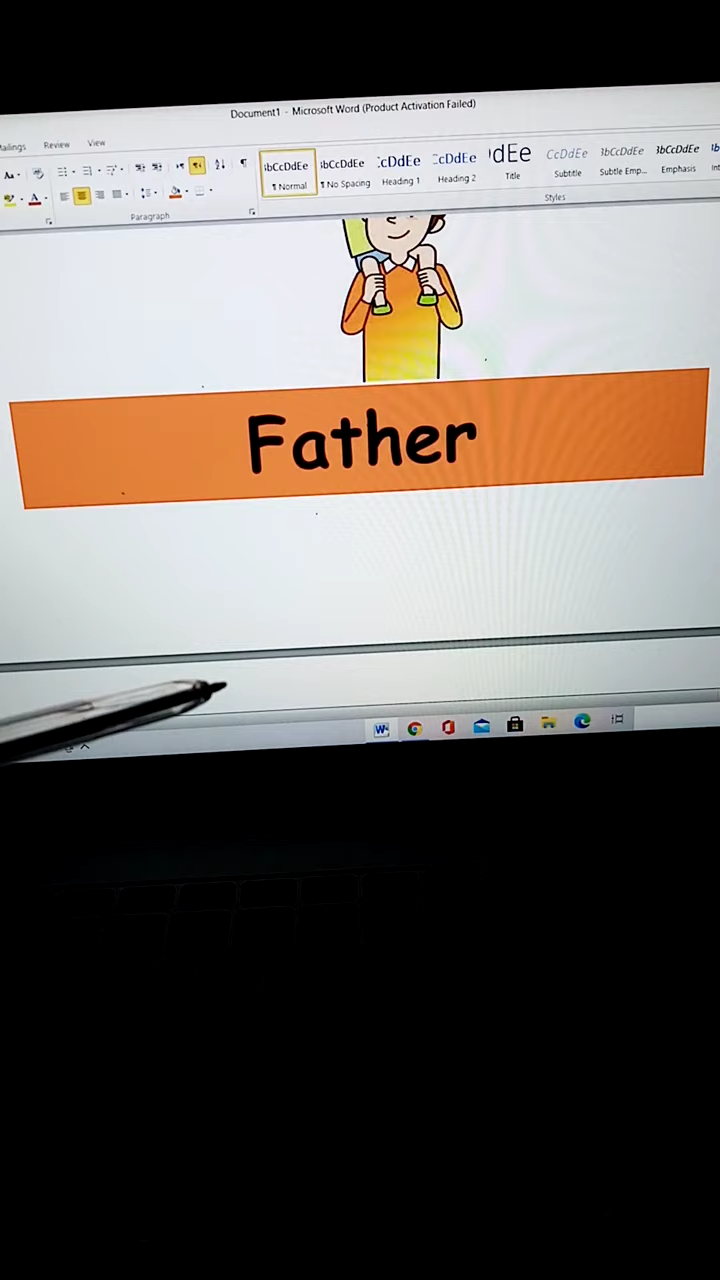 Document1 - Microsoft Word (Product Activation Failed)
Mailings Review View
Aa
Normal No Spacing Heading 1 Heading 2 Title Subtitle Subtle Emp... Emphasis
Paragraph Styles
Father